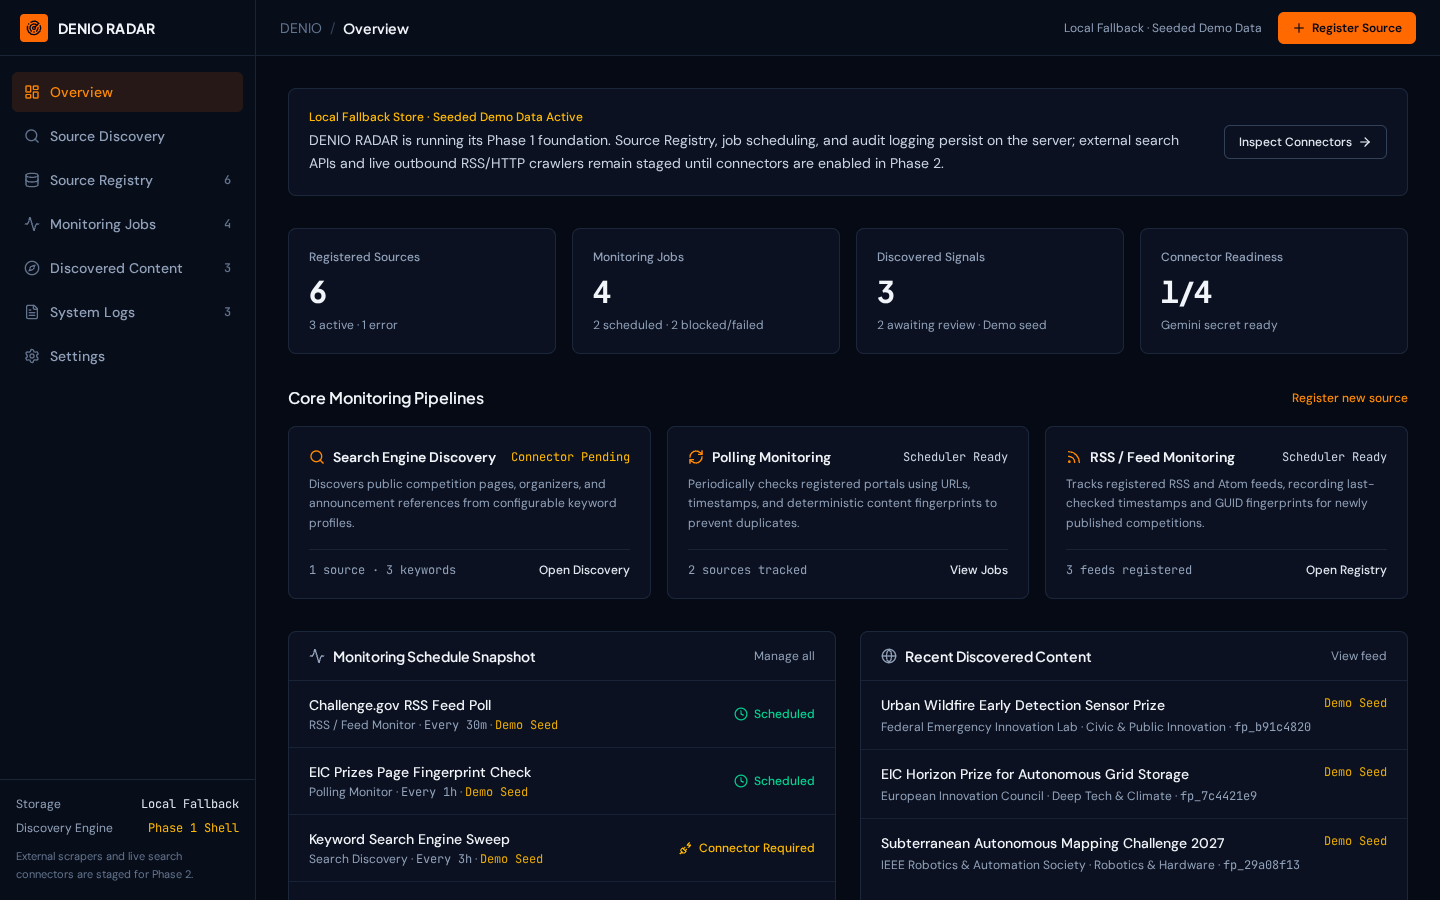 DENIO RADAR
DENIO / Overview
Local Fallback · Seeded Demo Data
Register Source
Overview
Source Discovery
Source Registry 6
Monitoring Jobs 4
Discovered Content 3
System Logs 3
Settings
Storage Local Fallback
Discovery Engine Phase 1 Shell
External scrapers and live search
connectors are staged for Phase 2.
Local Fallback Store · Seeded Demo Data Active
DENIO RADAR is running its Phase 1 foundation. Source Registry, job scheduling, and audit logging persist on the server; external search
APIs and live outbound RSS/HTTP crawlers remain staged until connectors are enabled in Phase 2.
Inspect Connectors
Registered Sources
6
3 active · 1 error
Monitoring Jobs
4
2 scheduled · 2 blocked/failed
Discovered Signals
3
2 awaiting review · Demo seed
Connector Readiness
1/4
Gemini secret ready
Core Monitoring Pipelines
Register new source
Search Engine Discovery Connector Pending
Discovers public competition pages, organizers, and
announcement references from configurable keyword
profiles.
1 source · 3 keywords Open Discovery
Polling Monitoring Scheduler Ready
Periodically checks registered portals using URLs,
timestamps, and deterministic content fingerprints to
prevent duplicates.
2 sources tracked View Jobs
RSS / Feed Monitoring Scheduler Ready
Tracks registered RSS and Atom feeds, recording last-
checked timestamps and GUID fingerprints for newly
published competitions.
3 feeds registered Open Registry
Monitoring Schedule Snapshot Manage all
Challenge.gov RSS Feed Poll
RSS / Feed Monitor · Every 30m · Demo Seed
Scheduled
EIC Prizes Page Fingerprint Check
Polling Monitor · Every 1h · Demo Seed
Scheduled
Keyword Search Engine Sweep
Search Discovery · Every 3h · Demo Seed
Connector Required
Recent Discovered Content View feed
Urban Wildfire Early Detection Sensor Prize
Demo Seed
Federal Emergency Innovation Lab · Civic & Public Innovation · fp_b91c4820
EIC Horizon Prize for Autonomous Grid Storage
Demo Seed
European Innovation Council · Deep Tech & Climate · fp_7c4421e9
Subterranean Autonomous Mapping Challenge 2027
Demo Seed
IEEE Robotics & Automation Society · Robotics & Hardware · fp_29a08f13